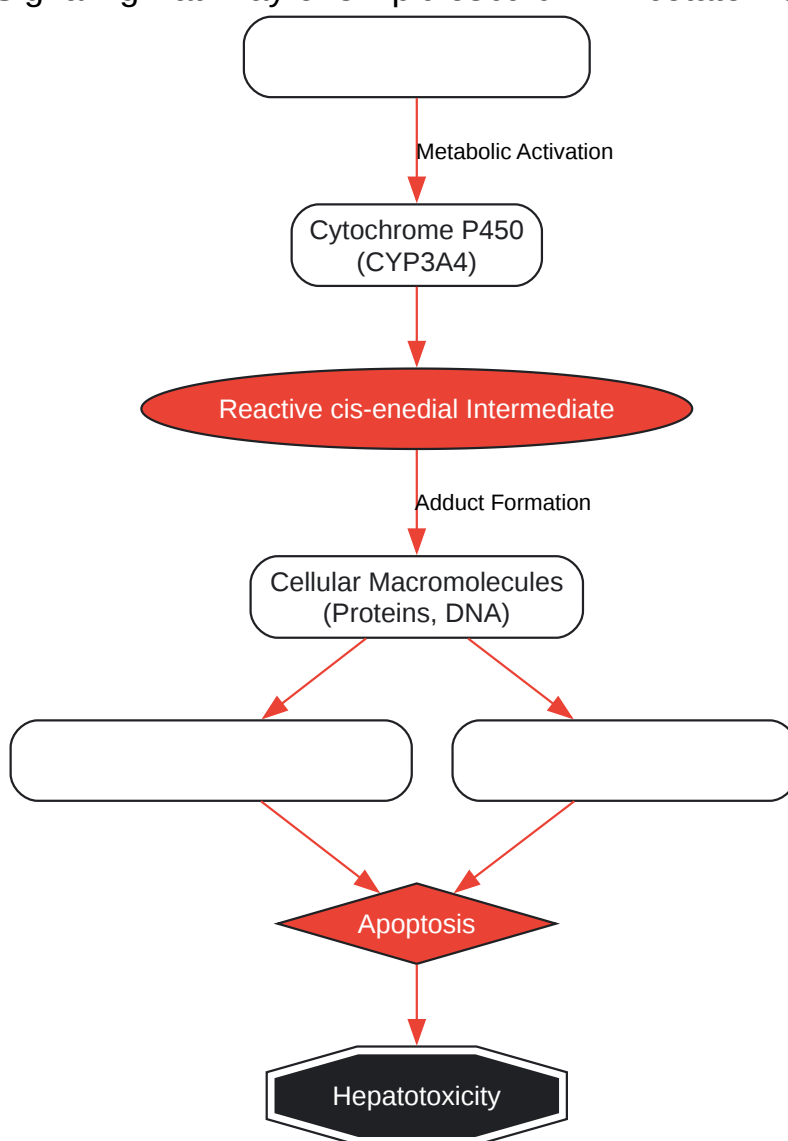 Metabolic Activation
Cytochrome P450
(CYP3A4)
Reactive cis-enedial Intermediate
Adduct Formation
Cellular Macromolecules
(Proteins, DNA)
Apoptosis
Hepatotoxicity